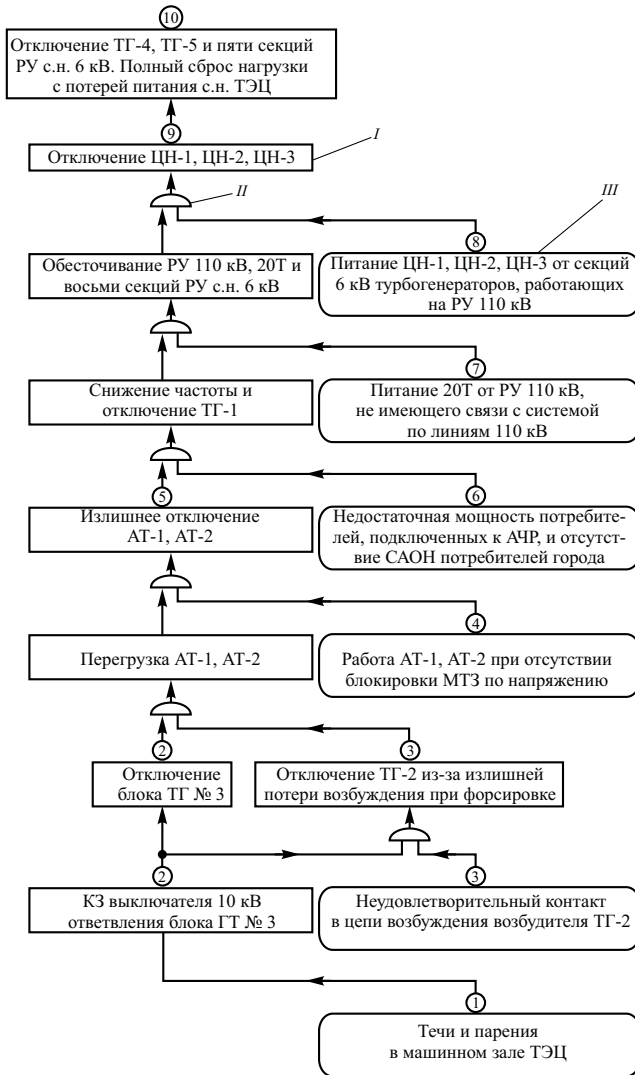 10
Отключение ТГ-4, ТГ-5 и пяти секций
РУ с.н. 6 кВ. Полный сброс нагрузки
с потерей питания с.н. ТЭЦ
9
I
Отключение ЦН-1, ЦН-2, ЦН-3
II
III
8
Обесточивание РУ 110 кВ, 20Т и
восьми секций РУ с.н. 6 кВ
Питание ЦН-1, ЦН-2, ЦН-3 от секций
6 кВ турбогенераторов, работающих
на РУ 110 кВ
7
Снижение частоты и
отключение ТГ-1
Питание 20Т от РУ 110 кВ,
не имеющего связи с системой
по линиям 110 кВ
5
6
Излишнее отключение
АТ-1, АТ-2
Недостаточная мощность потребите-
лей, подключенных к АЧР, и отсутст-
вие САОН потребителей города
4
Перегрузка АТ-1, АТ-2
Работа АТ-1, АТ-2 при отсутствии
блокировки МТЗ по напряжению
2
3
Отключение
блока ТГ № 3
Отключение ТГ-2 из-за излишней
потери возбуждения при форсировке
2
3
КЗ выключателя 10 кВ
ответвления блока ГТ № 3
Неудовлетворительный контакт
в цепи возбуждения возбудителя ТГ-2
1
Течи и парения
в машинном зале ТЭЦ